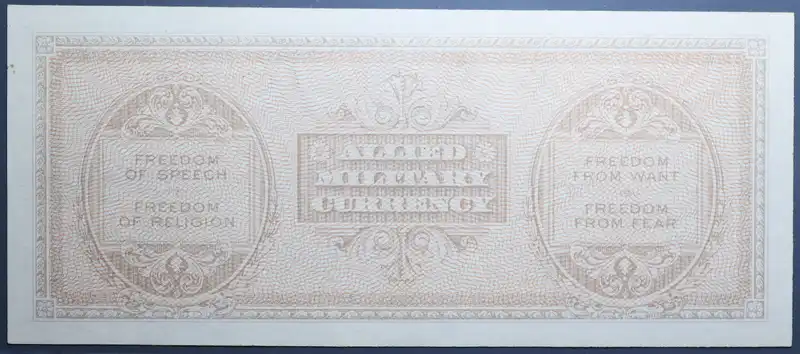 FREEDOM
OF SPEECH
FREEDOM
OF RELIGION
ALLIED
MILITARY
CURRENCY
FREEDOM
FROM WANT
FREEDOM
FROM FEAR